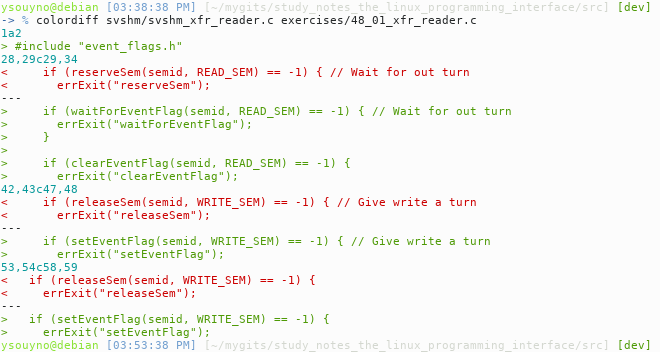 ysouyno@debian [03:38:38 PM] [~/mygits/study_notes_the_linux_programming_interface/src] [dev]
-> % colordiff svshm/svshm_xfr_reader.c exercises/48_01_xfr_reader.c
1a2
> #include "event_flags.h"
28,29c29,34
<     if (reserveSem(semid, READ_SEM) == -1) { // Wait for out turn
<       errExit("reserveSem");
---
>     if (waitForEventFlag(semid, READ_SEM) == -1) { // Wait for out turn
>       errExit("waitForEventFlag");
>     }
>
>     if (clearEventFlag(semid, READ_SEM) == -1) {
>       errExit("clearEventFlag");
42,43c47,48
<     if (releaseSem(semid, WRITE_SEM) == -1) { // Give write a turn
<       errExit("releaseSem");
---
>     if (setEventFlag(semid, WRITE_SEM) == -1) { // Give write a turn
>       errExit("setEventFlag");
53,54c58,59
<   if (releaseSem(semid, WRITE_SEM) == -1) {
<     errExit("releaseSem");
---
>   if (setEventFlag(semid, WRITE_SEM) == -1) {
>     errExit("setEventFlag");
ysouyno@debian [03:53:38 PM] [~/mygits/study_notes_the_linux_programming_interface/src] [dev]